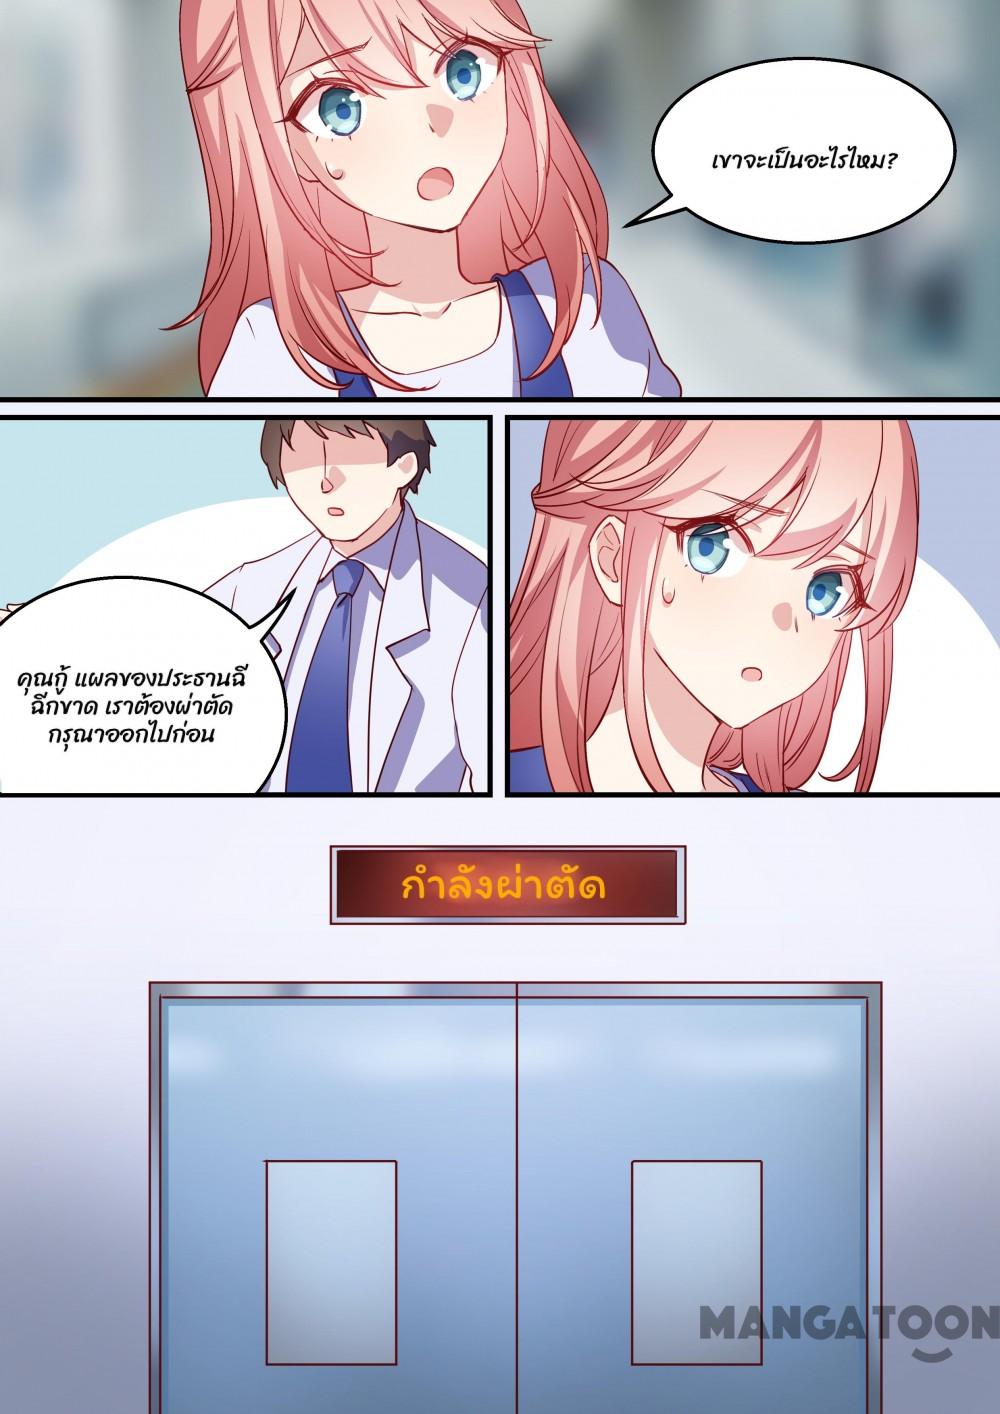 เขาจะเป็นอะไรไหม?
คุณกู้ แผลของประธานฉี
ฉีกขาด เราต้องผ่าตัด
กรุณาออกไปก่อน
กำลังผ่าตัด
MANGATOON